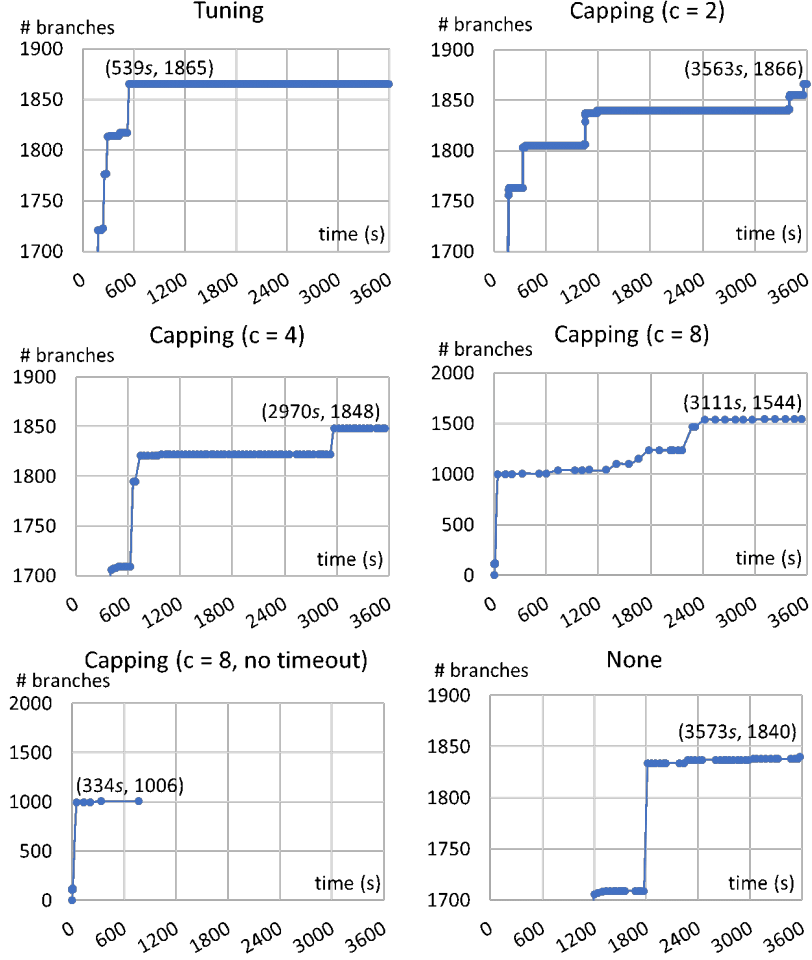 Tuning
# branches
1900
(539s, 1865)
1850
1800
1750
time (s)
1700
0 600 1200 1800 2400 3000 3600
Capping (c = 2)
# branches
1900
(3563s, 1866)
1850
1800
1750
time (s)
1700
0 600 1200 1800 2400 3000 3600
Capping (c = 4)
# branches
1900
(2970s, 1848)
1850
1800
1750
time (s)
1700
0 600 1200 1800 2400 3000 3600
Capping (c = 8)
# branches
2000
(3111s, 1544)
1500
1000
500
time (s)
0
0 600 1200 1800 2400 3000 3600
Capping (c = 8, no timeout)
# branches
2000
1500
(334s, 1006)
1000
500
time (s)
0
0 600 1200 1800 2400 3000 3600
None
# branches
1900
(3573s, 1840)
1850
1800
1750
time (s)
1700
0 600 1200 1800 2400 3000 3600